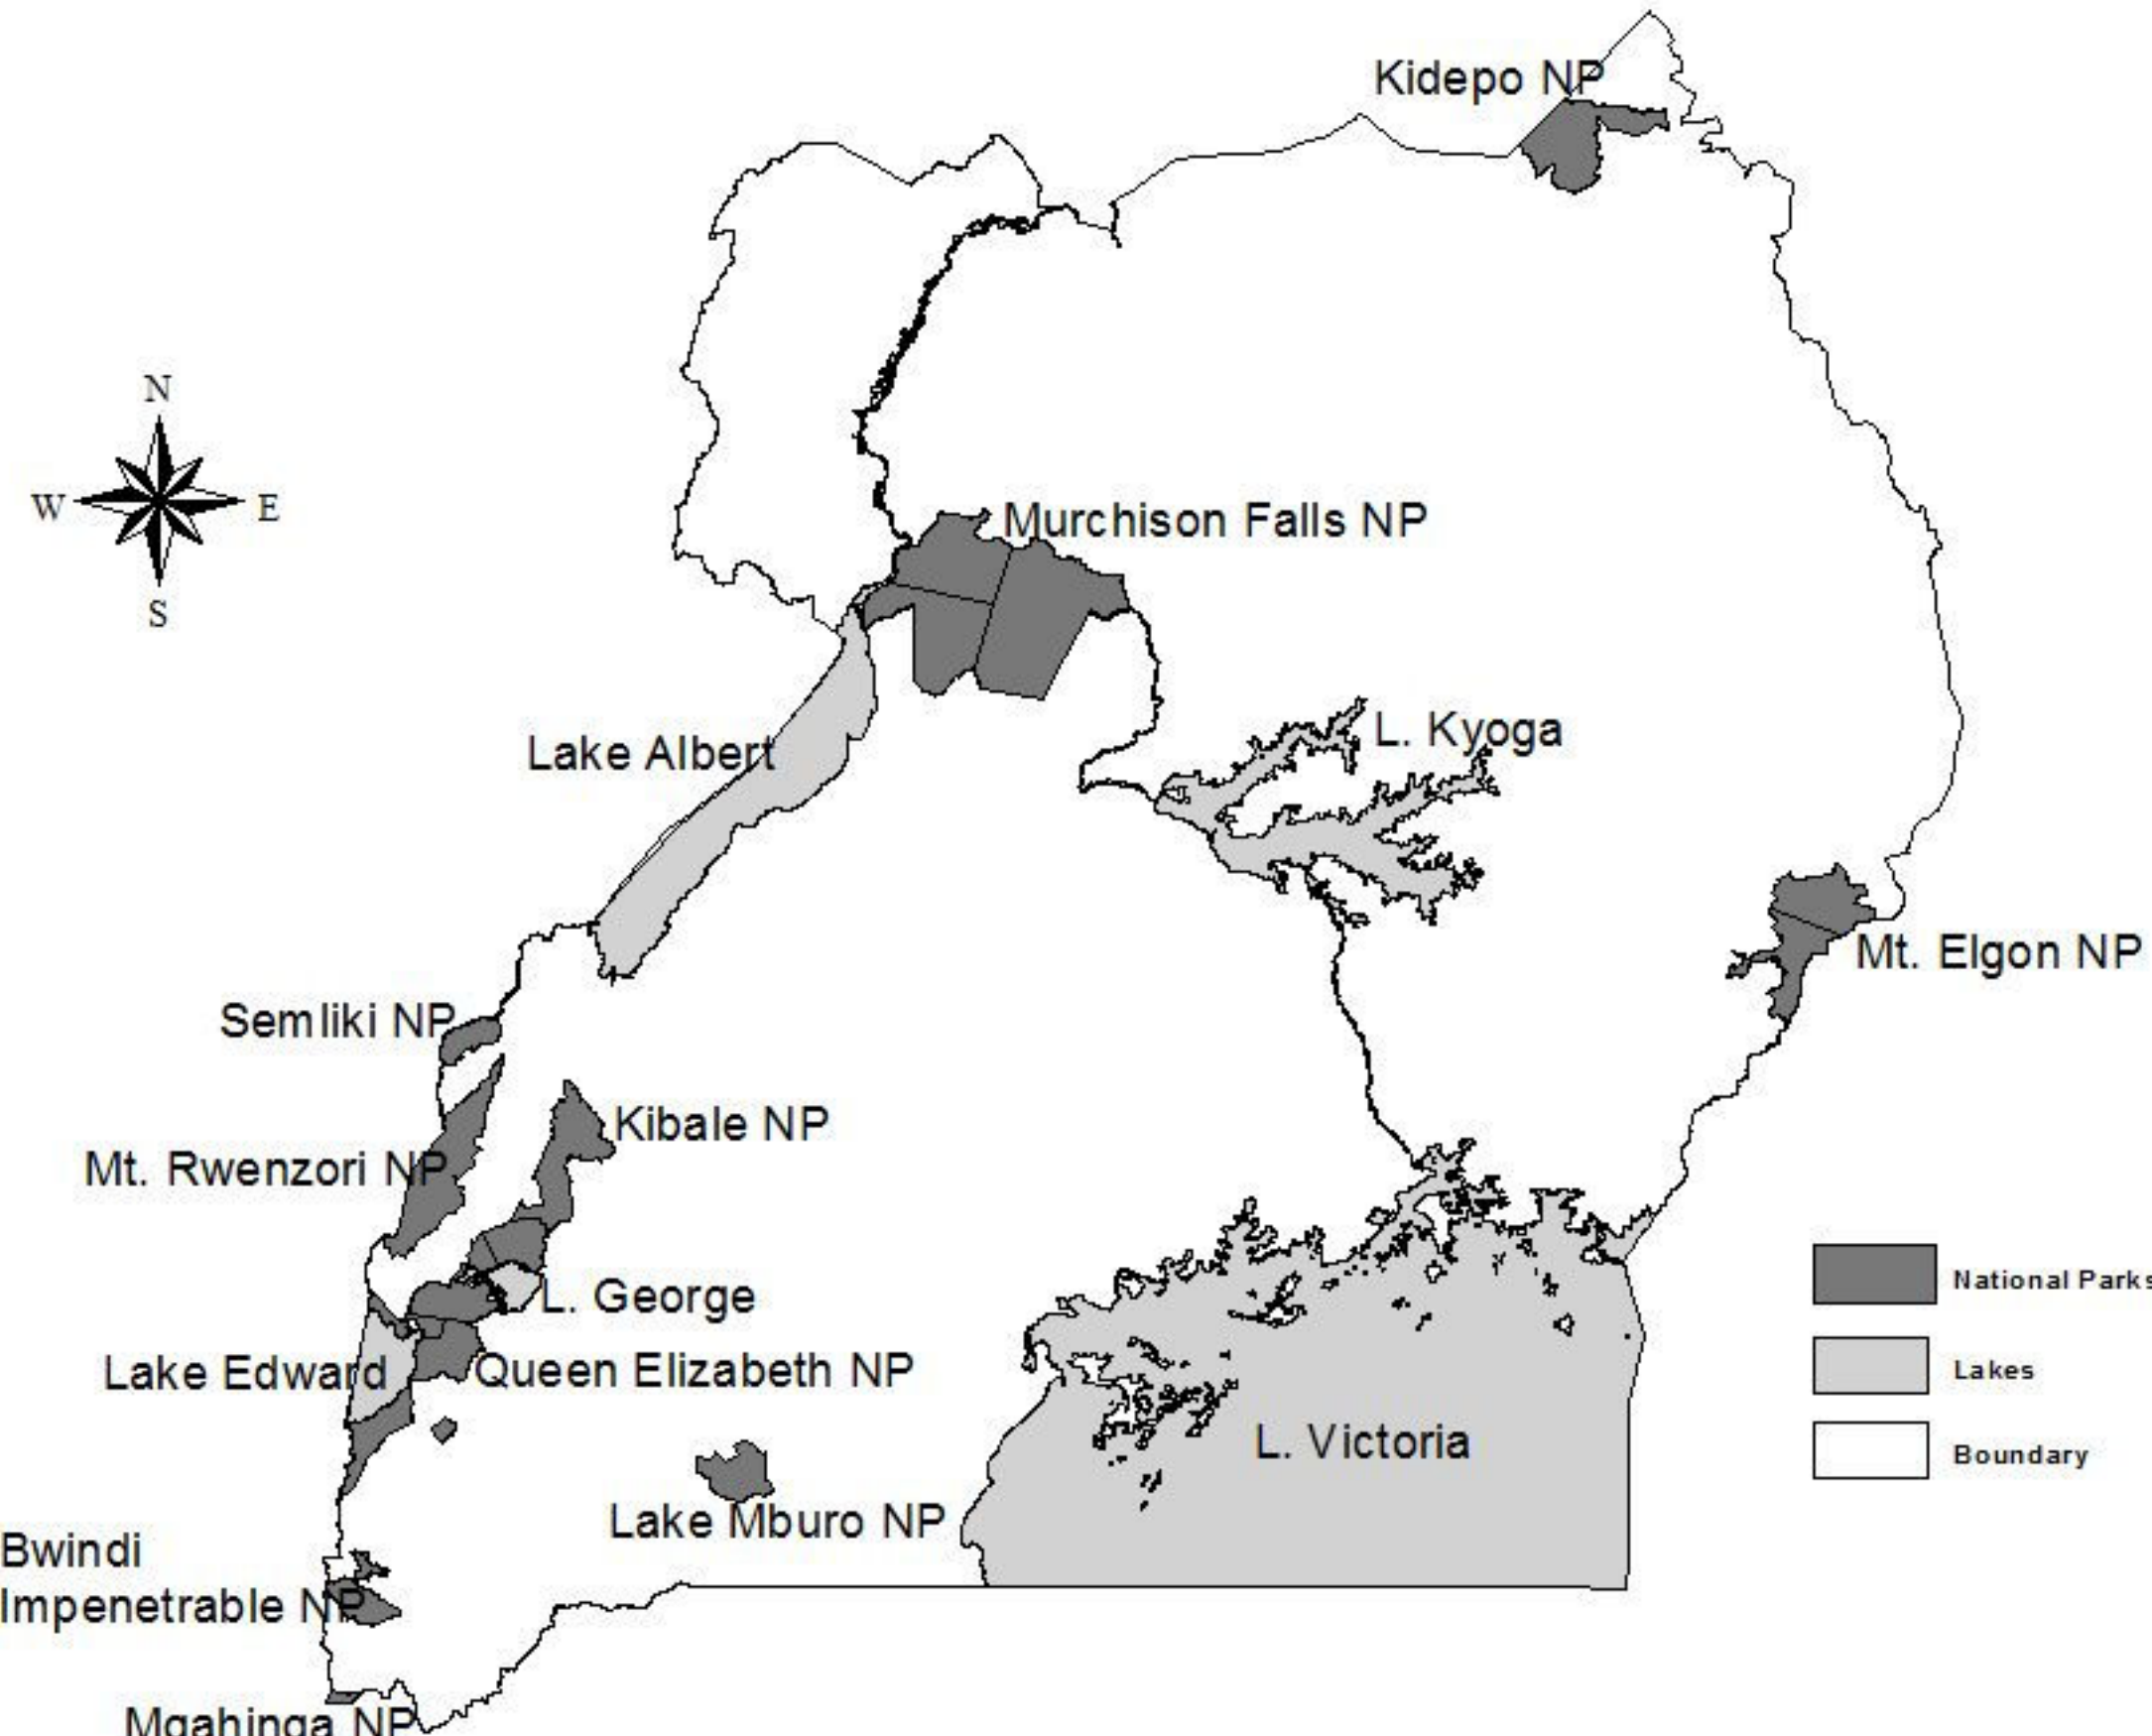 Kidepo NP
N
W
E
S
Murchison Falls NP
L. Kyoga
Lake Albert
Mt. Elgon NP
Semliki NP
Kibale NP
Mt. Rwenzori NP
National Parks
L. George
Lake Edward
Queen Elizabeth NP
Lakes
L. Victoria
Boundary
Lake Mburo NP
Bwindi
Impenetrable NP
Mgahinga NP